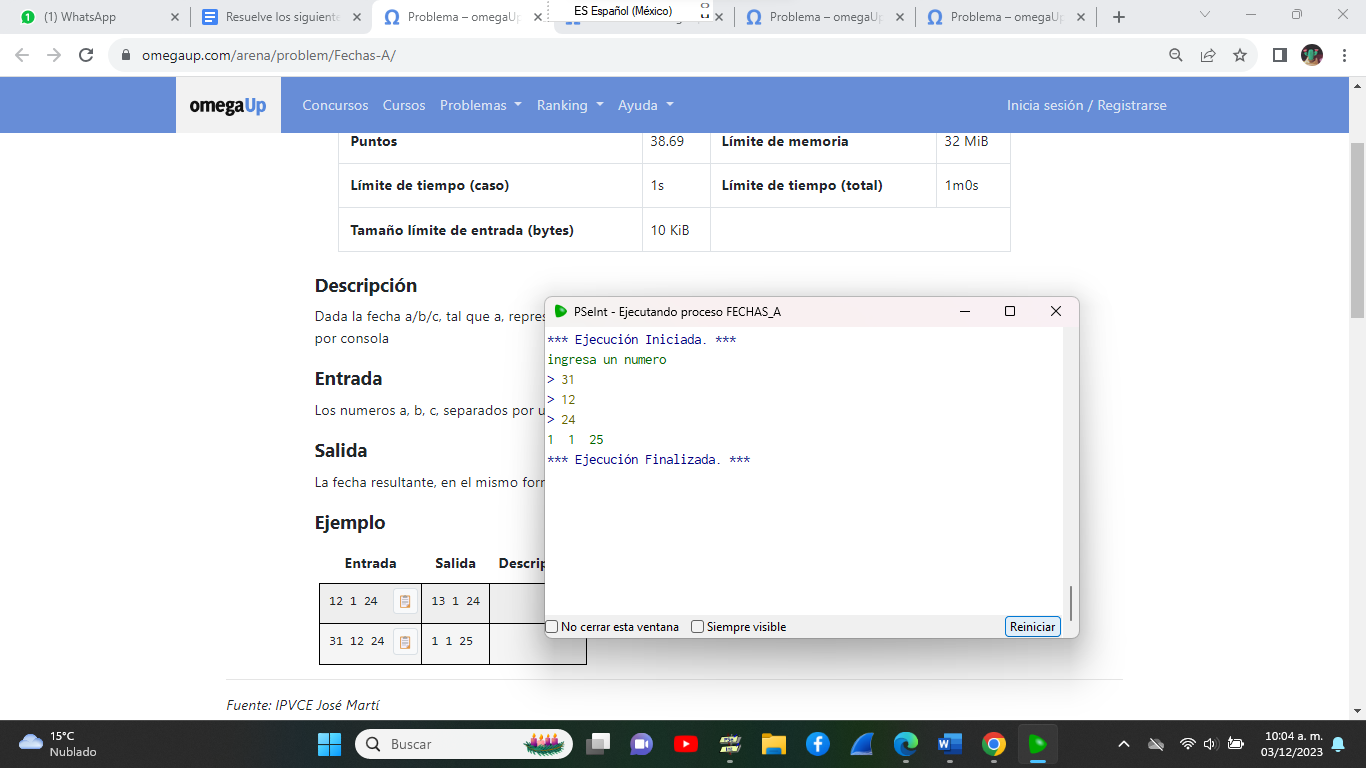 (1) WhatsApp
Resuelve los siguiente
Problema – omegaUp
ES Español (México)
Problema – omegaUp
Problema – omegaUp
omegaup.com/arena/problem/Fechas-A/
omegaUp
Concursos Cursos Problemas Ranking Ayuda Inicia sesión / Registrarse
Puntos 38.69 Límite de memoria 32 MiB
Límite de tiempo (caso) 1s Límite de tiempo (total) 1m0s
Tamaño límite de entrada (bytes) 10 KiB
Descripción
Dada la fecha a/b/c, tal que a, repres
por consola
Entrada
Los numeros a, b, c, separados por u
Salida
La fecha resultante, en el mismo forn
Ejemplo
Entrada Salida Descrip
12 1 24 13 1 24
31 12 24 1 1 25
Fuente: IPVCE José Martí
PSeInt - Ejecutando proceso FECHAS_A
*** Ejecución Iniciada. ***
ingresa un numero
> 31
> 12
> 24
1 1 25
*** Ejecución Finalizada. ***
No cerrar esta ventana Siempre visible Reiniciar
15°C
Nublado
Buscar
10:04 a. m.
03/12/2023